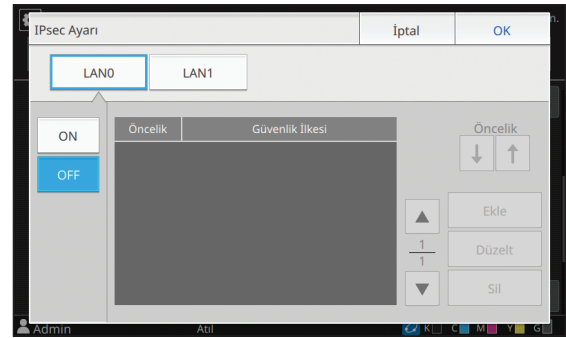 IPsec Ayarı
İptal
OK
LAN0
LAN1
ON
OFF
Öncelik
Güvenlik İlkesi
Öncelik
Ekle
1
1
Düzelt
Sil
Admin
Atıl
K
C
M
Y
G